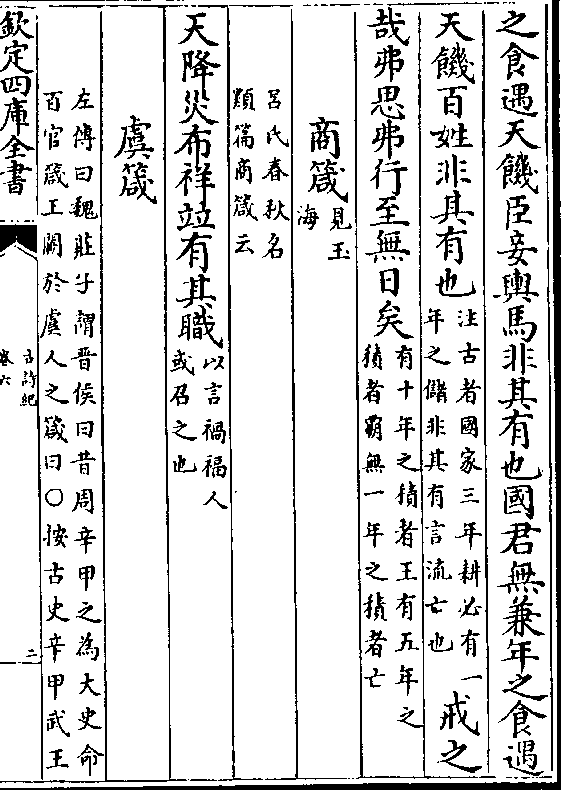 之食遇天饑臣妾輿馬非其有也國君無兼年之食遇
天饑百姓非其有也
注古者國家三年耕必有一
年之儲非其有言流亡也
戒之
哉弗思弗行至無日矣
有十年之積者王有五年之
積者霸無一年之積者亡
商箴
見玉
海
呂氏春秋名
類篇商箴云
天降災布祥竝有其職
以言禍福人
或召之也
虞箴
左傳曰魏莊子謂晉侯曰昔周辛甲之為大史命
百官箴王闕於虞人之箴曰○按古史辛甲武王
欽定四庫全書
古詩紀
卷六
二